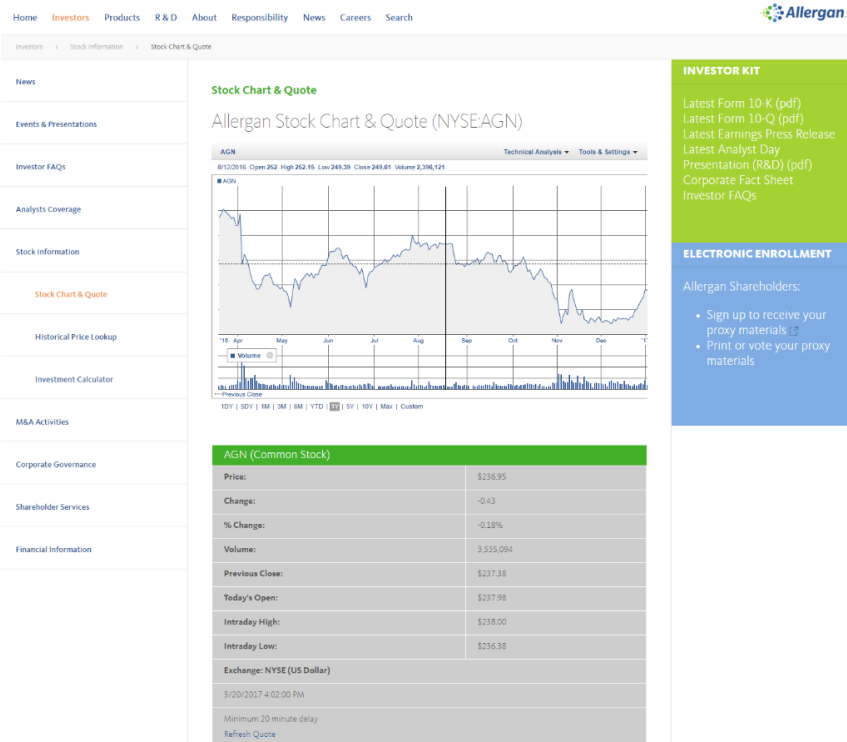 Home Investors Products R & D About Responsibility News Careers Search
Allergan
Investors › Stock Information › Stock Chart & Quote
News
Events & Presentations
Investor FAQs
Analysts Coverage
Stock Information
Stock Chart & Quote
Historical Price Lookup
Investment Calculator
M&A Activities
Corporate Governance
Shareholder Services
Financial Information
Stock Chart & Quote
Allergan Stock Chart & Quote (NYSE:AGN)
AGN Technical Analysis Tools & Settings
8/12/2016 Open 252 High 252.15 Low 249.39 Close 249.61 Volume 2,396,121
AGN
'16 Apr May Jun Jul Aug Sep Oct Nov Dec '17
Volume
Previous Close
1DY | 5DY | 1M | 3M | 6M | YTD | 1Y | 5Y | 10Y | Max | Custom
AGN (Common Stock)
Price: $236.95
Change: -0.43
% Change: -0.18%
Volume: 3,535,094
Previous Close: $237.38
Today's Open: $237.98
Intraday High: $238.00
Intraday Low: $236.38
Exchange: NYSE (US Dollar)
3/20/2017 4:02:00 PM
Minimum 20 minute delay
Refresh Quote
INVESTOR KIT
Latest Form 10-K (pdf)
Latest Form 10-Q (pdf)
Latest Earnings Press Release
Latest Analyst Day
Presentation (R&D) (pdf)
Corporate Fact Sheet
Investor FAQs
ELECTRONIC ENROLLMENT
Allergan Shareholders:
• Sign up to receive your
proxy materials
• Print or vote your proxy
materials